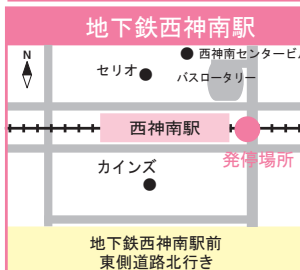 地下鉄西神南駅
N
西神南センタービル
セリオ
バスロータリー
西神南駅
発停場所
カインズ
地下鉄西神南駅前
東側道路北行き